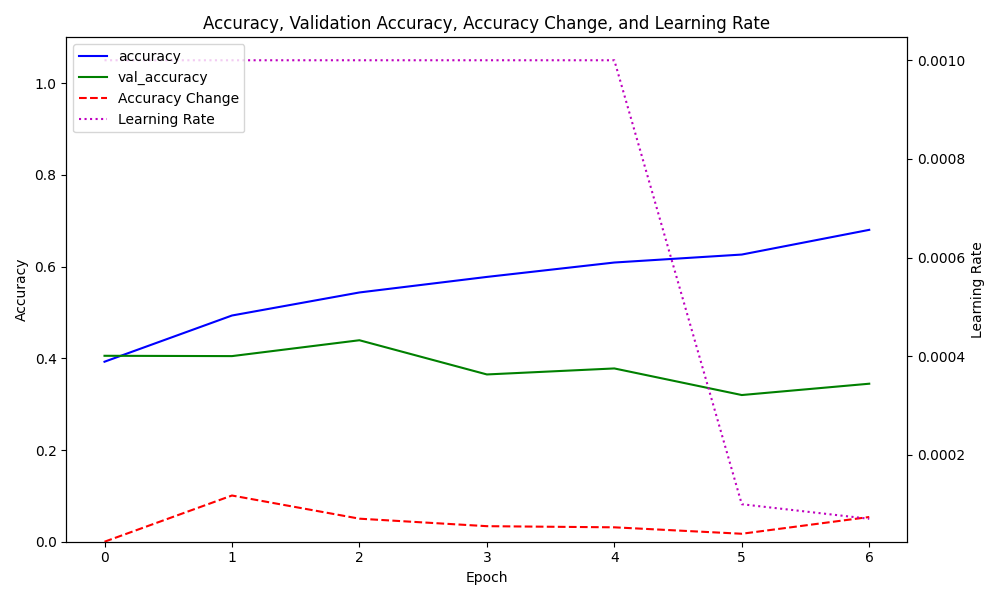 Accuracy, Validation Accuracy, Accuracy Change, and Learning Rate
accuracy
val_accuracy
Accuracy Change
Learning Rate
1.0
0.8
0.6
0.4
0.2
0.0
Accuracy
0.0010
0.0008
0.0006
0.0004
0.0002
Learning Rate
0 1 2 3 4 5 6
Epoch